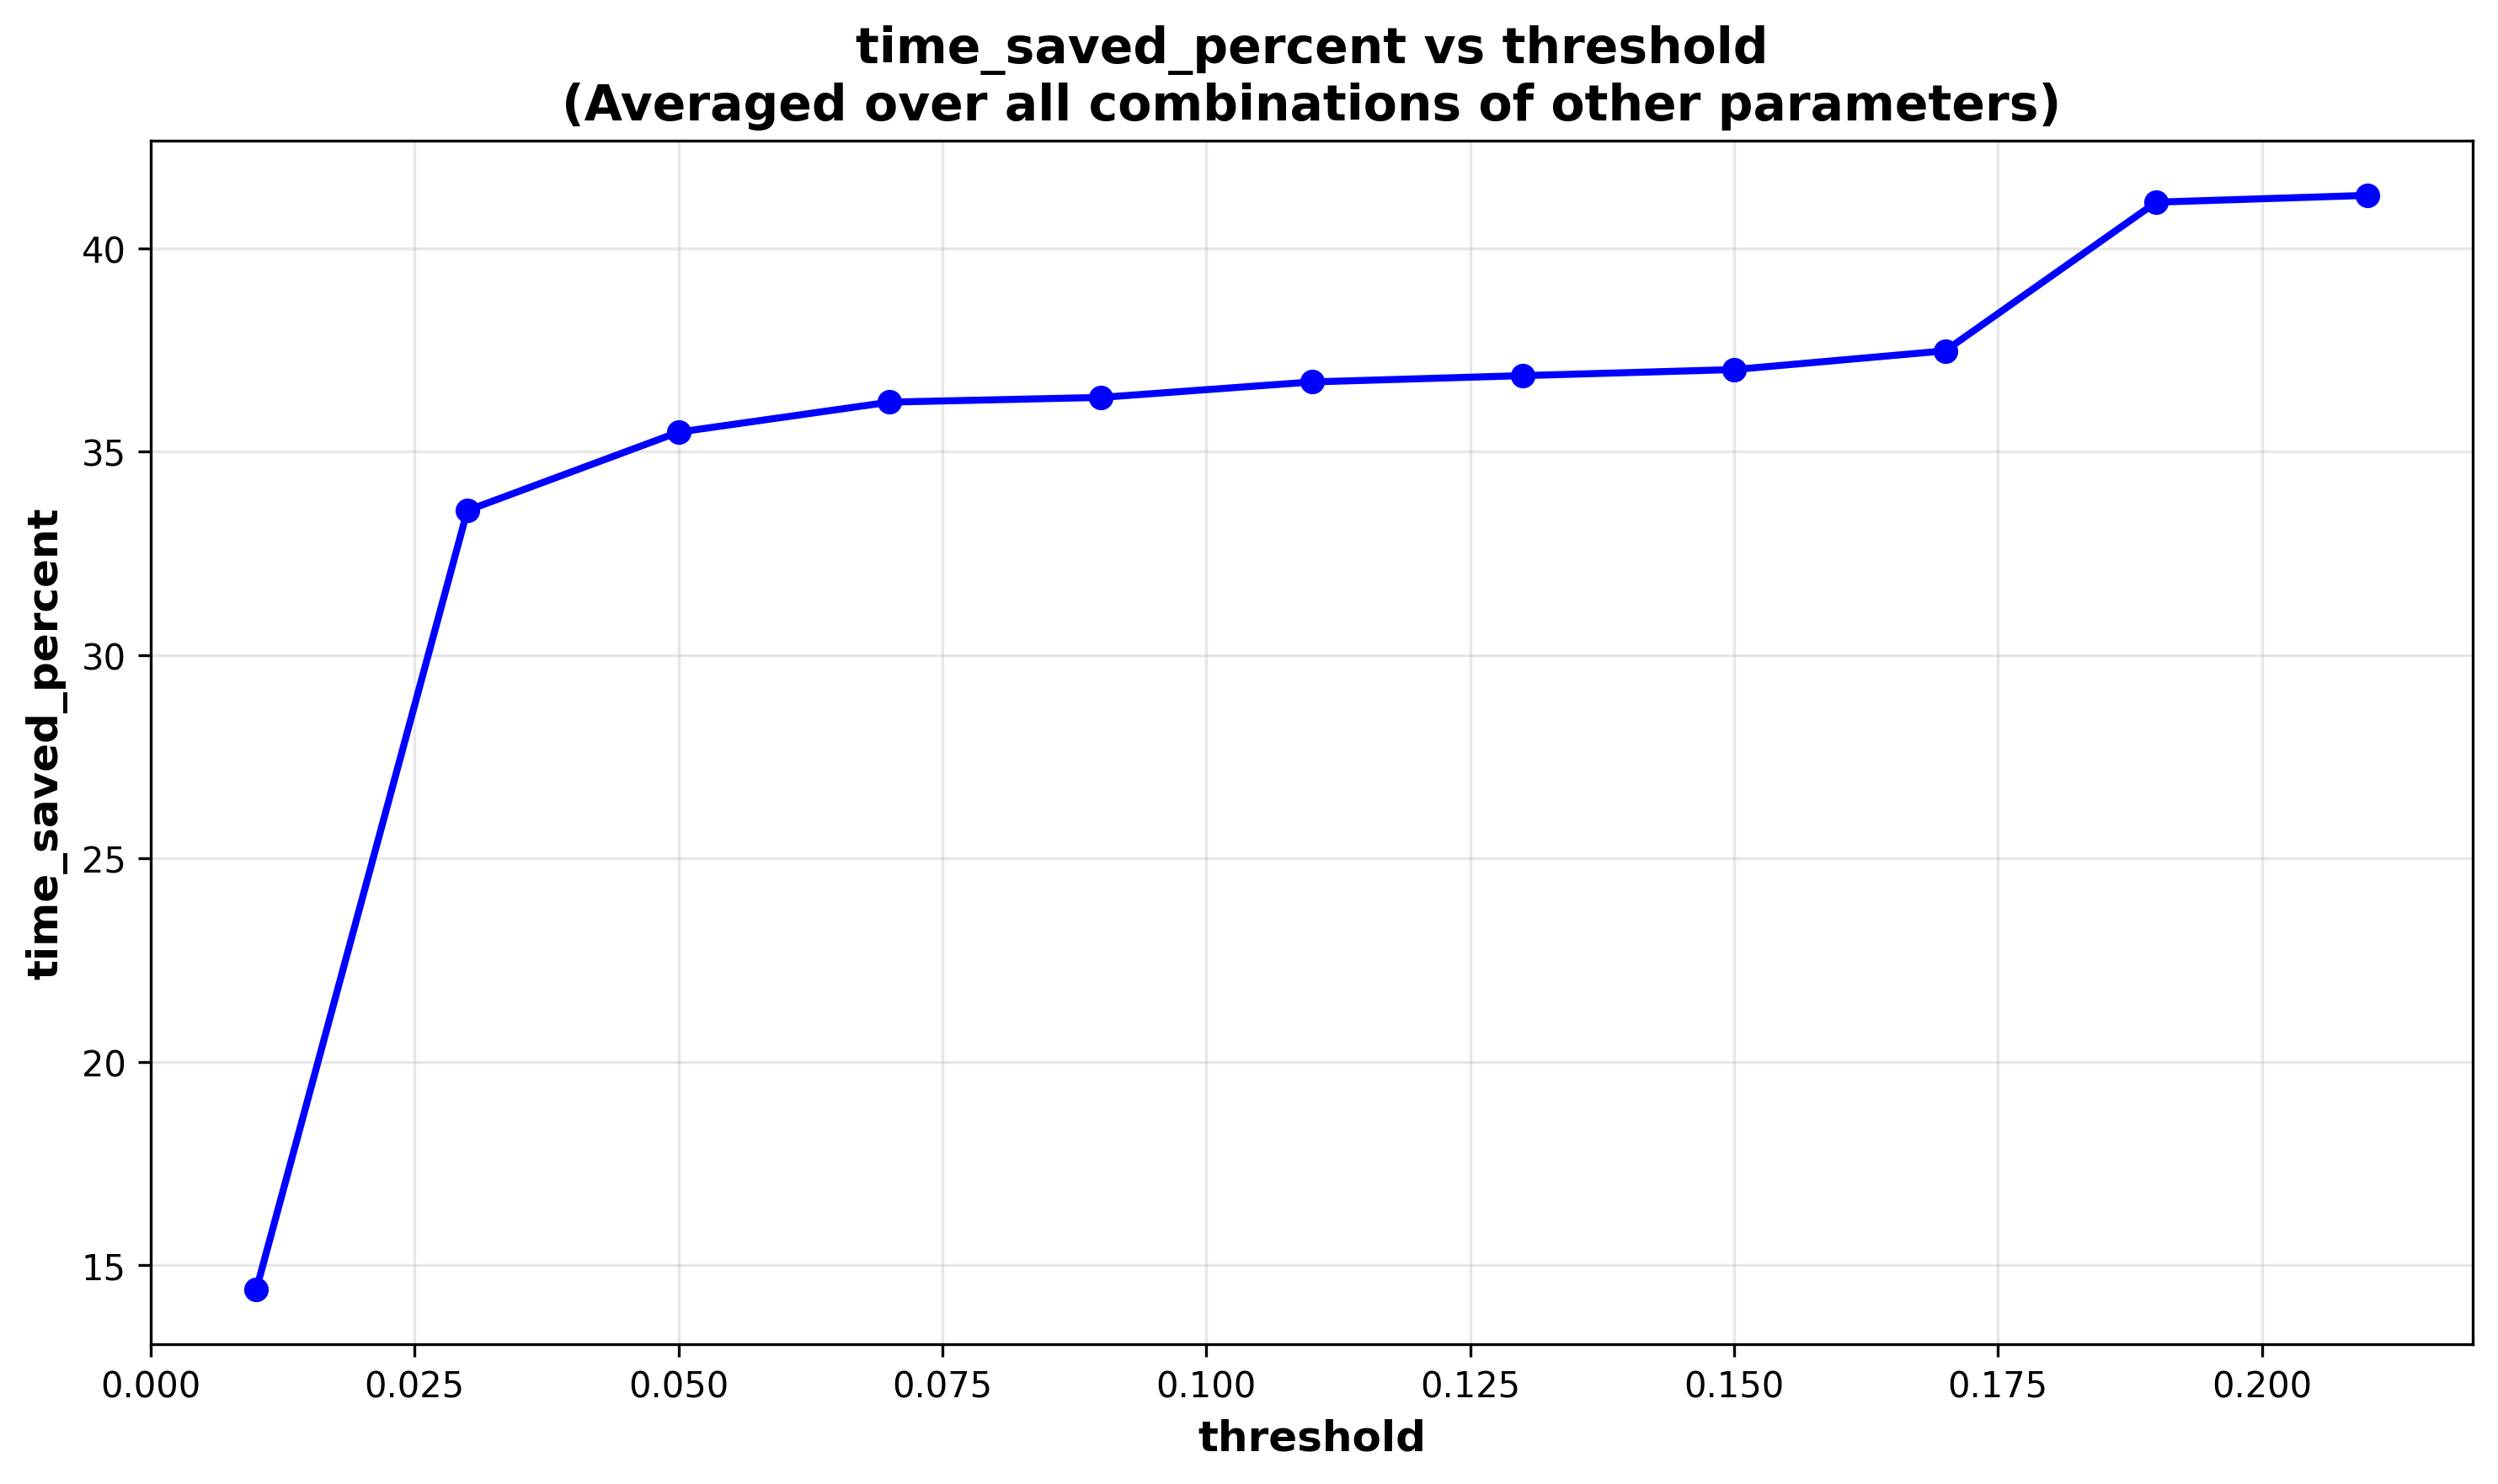 time_saved_percent vs threshold
(Averaged over all combinations of other parameters)
time_saved_percent
40
35
30
25
20
15
0.000 0.025 0.050 0.075 0.100 0.125 0.150 0.175 0.200
threshold